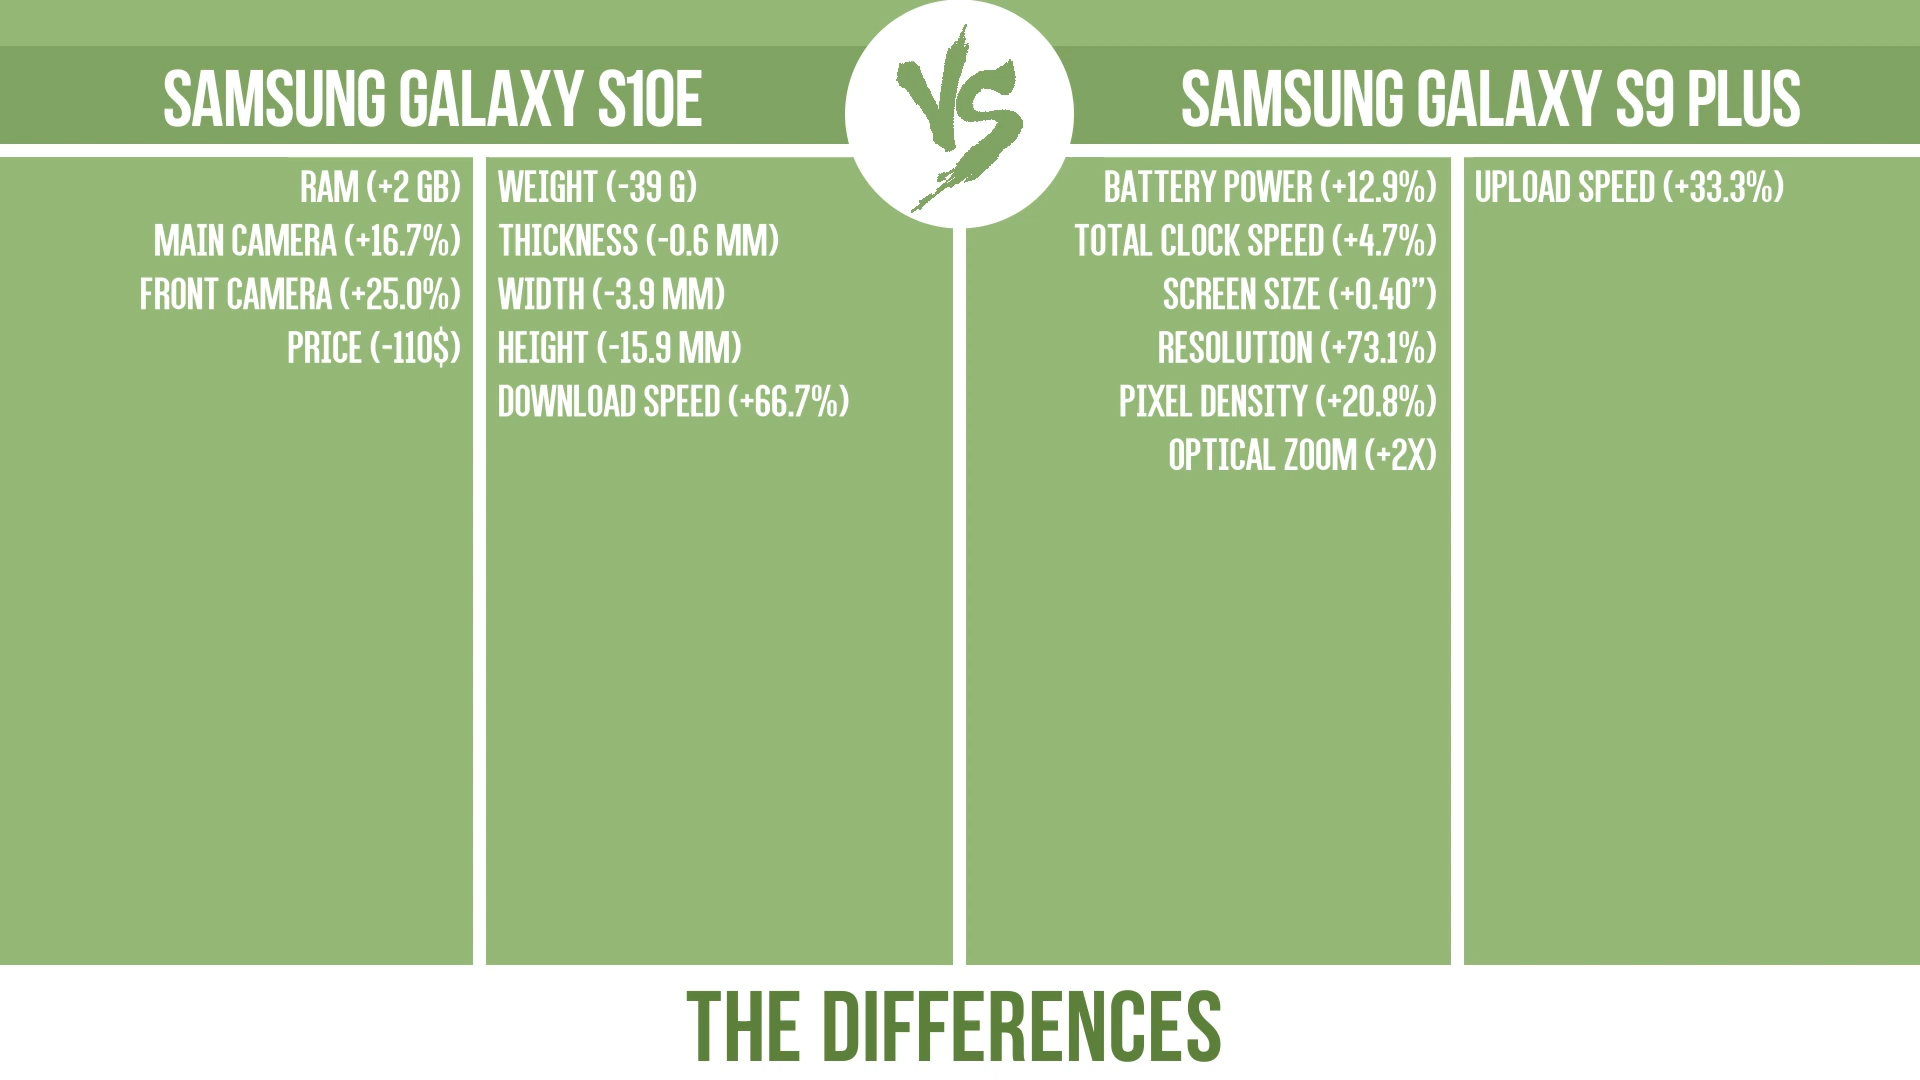 SAMSUNG GALAXY S10E
VS
SAMSUNG GALAXY S9 PLUS
RAM (+2 GB)
MAIN CAMERA (+16.7%)
FRONT CAMERA (+25.0%)
PRICE (-110$)
WEIGHT (-39 G)
THICKNESS (-0.6 MM)
WIDTH (-3.9 MM)
HEIGHT (-15.9 MM)
DOWNLOAD SPEED (+66.7%)
BATTERY POWER (+12.9%)
TOTAL CLOCK SPEED (+4.7%)
SCREEN SIZE (+0.40”)
RESOLUTION (+73.1%)
PIXEL DENSITY (+20.8%)
OPTICAL ZOOM (+2X)
UPLOAD SPEED (+33.3%)
THE DIFFERENCES